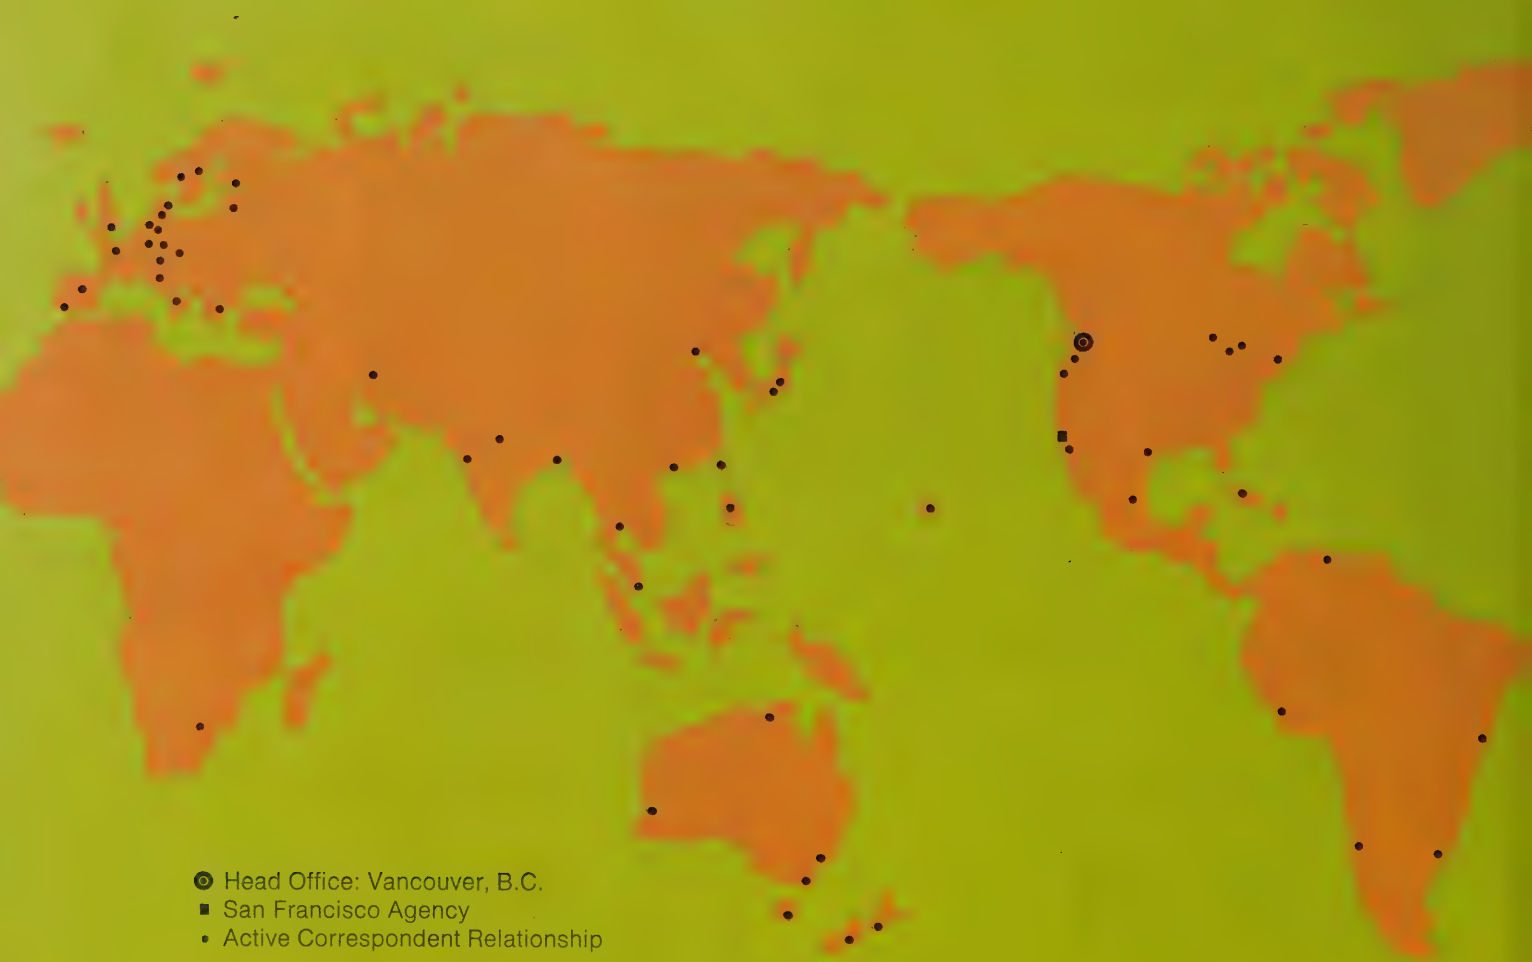 Head Office: Vancouver, B.C.
San Francisco Agency
Active Correspondent Relationship